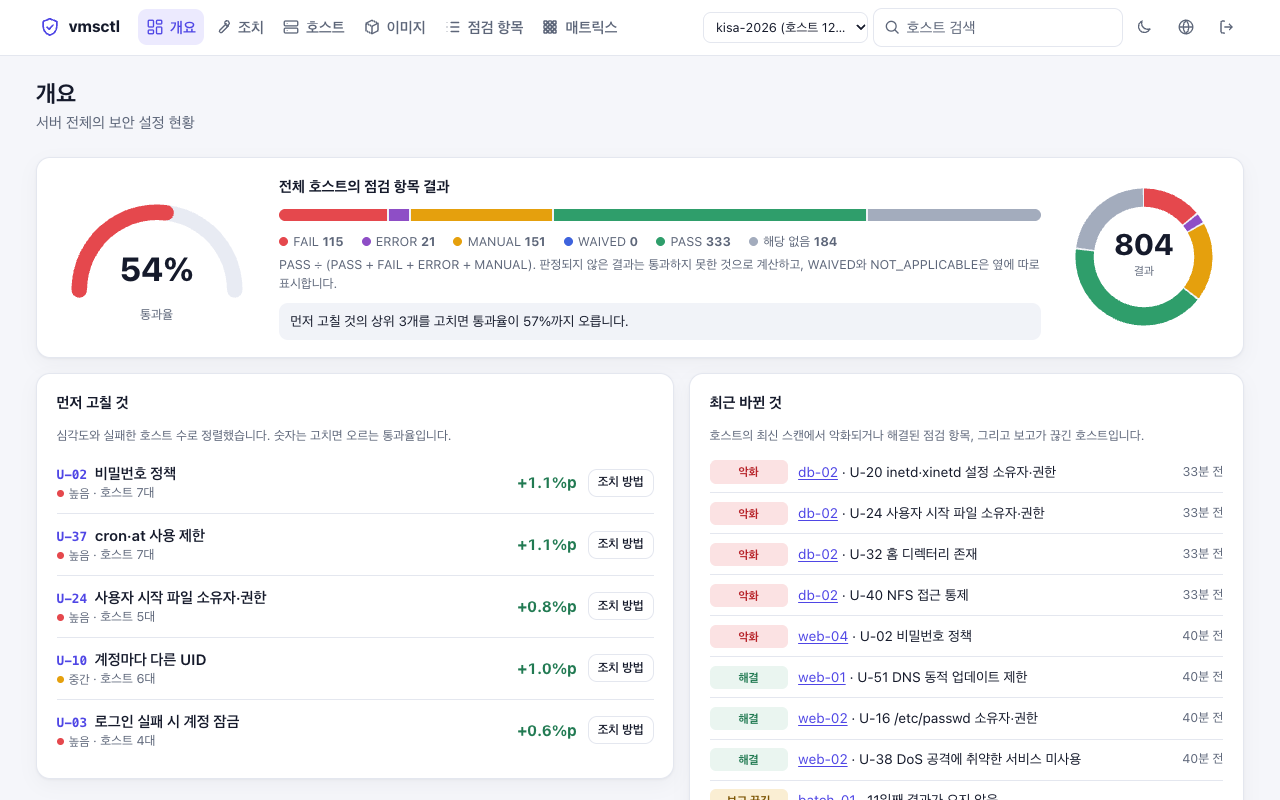 vmsctl 개요 조치 호스트 이미지 점검 항목 매트릭스 kisa-2026 (호스트 12... 호스트 검색
개요
서버 전체의 보안 설정 현황
54%
통과율
전체 호스트의 점검 항목 결과
FAIL 115 ERROR 21 MANUAL 151 WAIVED 0 PASS 333 해당 없음 184
PASS ÷ (PASS + FAIL + ERROR + MANUAL). 판정되지 않은 결과는 통과하지 못한 것으로 계산하고, WAIVED와 NOT_APPLICABLE은 옆에 따로
표시합니다.
먼저 고칠 것의 상위 3개를 고치면 통과율이 57%까지 오릅니다.
804
결과
먼저 고칠 것
심각도와 실패한 호스트 수로 정렬했습니다. 숫자는 고치면 오르는 통과율입니다.
U-02 비밀번호 정책
높음 · 호스트 7대
+1.1%p 조치 방법
U-37 cron·at 사용 제한
높음 · 호스트 7대
+1.1%p 조치 방법
U-24 사용자 시작 파일 소유자·권한
높음 · 호스트 5대
+0.8%p 조치 방법
U-10 계정마다 다른 UID
중간 · 호스트 6대
+1.0%p 조치 방법
U-03 로그인 실패 시 계정 잠금
높음 · 호스트 4대
+0.6%p 조치 방법
최근 바뀐 것
호스트의 최신 스캔에서 악화되거나 해결된 점검 항목, 그리고 보고가 끊긴 호스트입니다.
악화 db-02 · U-20 inetd·xinetd 설정 소유자·권한 33분 전
악화 db-02 · U-24 사용자 시작 파일 소유자·권한 33분 전
악화 db-02 · U-32 홈 디렉터리 존재 33분 전
악화 db-02 · U-40 NFS 접근 통제 33분 전
악화 web-04 · U-02 비밀번호 정책 40분 전
해결 web-01 · U-51 DNS 동적 업데이트 제한 40분 전
해결 web-02 · U-16 /etc/passwd 소유자·권한 40분 전
해결 web-02 · U-38 DoS 공격에 취약한 서비스 미사용 40분 전
보고 끊김 batch-01 · 11일째 결과가 오지 않음